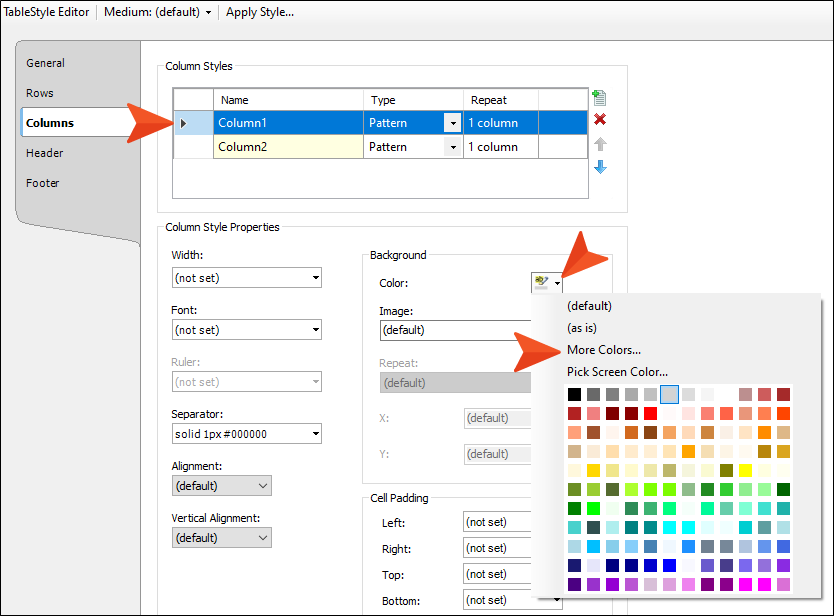 TableStyle Editor Medium: (default) Apply Style...
General
Rows
Columns
Header
Footer
Column Styles
Name Type Repeat
Column1 Pattern 1 column
Column2 Pattern 1 column
Column Style Properties
Width:
(not set)
Font:
(not set)
Ruler:
(not set)
Separator:
solid 1px #000000
Alignment:
(default)
Vertical Alignment:
(default)
Background
Color:
Image:
(default)
Repeat:
(default)
X: (default)
Y: (default)
Cell Padding
Left: (not set)
Right: (not set)
Top: (not set)
Bottom: (not set)
(default)
(as is)
More Colors...
Pick Screen Color...